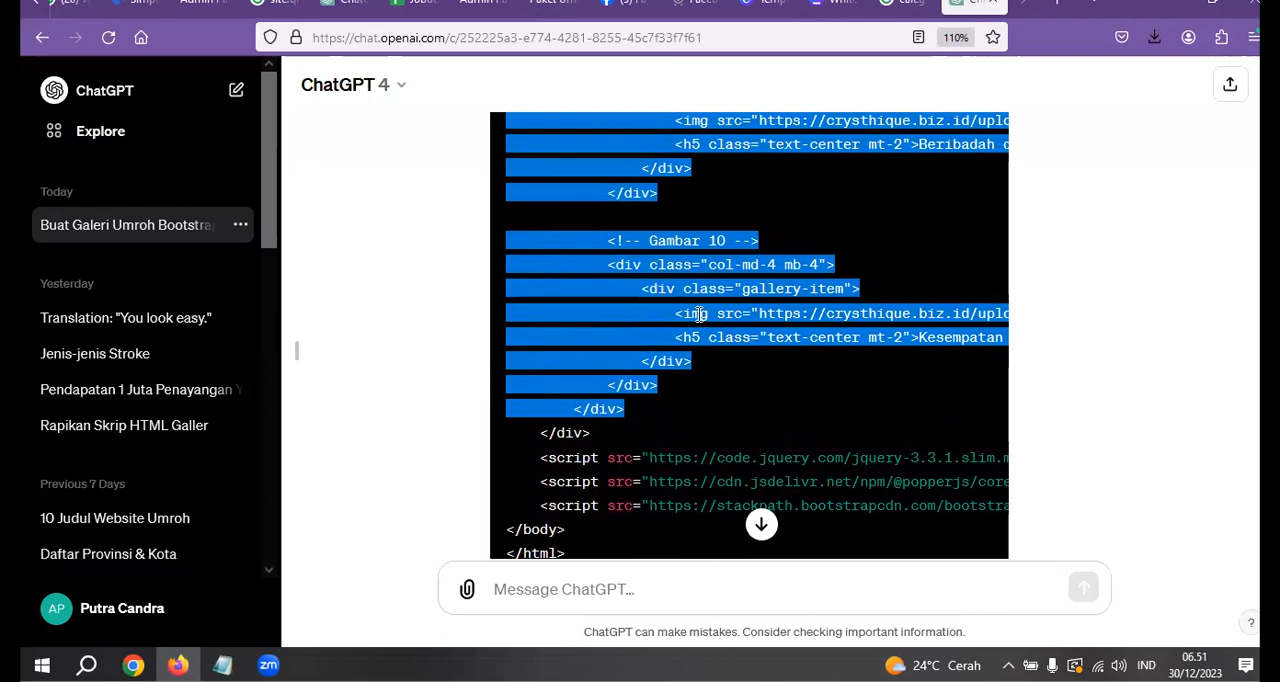 https://chat.openai.com/c/252225a3-e774-4281-8255-45c7f33f7f61
110%
ChatGPT
ChatGPT 4
Explore
Today
Buat Galeri Umroh Bootstra
Yesterday
Translation: "You look easy."
Jenis-jenis Stroke
Pendapatan 1 Juta Penayangan Y
Rapikan Skrip HTML Galler
Previous 7 Days
10 Judul Website Umroh
Daftar Provinsi & Kota
AP Putra Candra
<img src="https://crysthique.biz.id/uplo
<h5 class="text-center mt-2">Beribadah d
</div>
</div>
<!-- Gambar 10 -->
<div class="col-md-4 mb-4">
<div class="gallery-item">
<img src="https://crysthique.biz.id/uplo
<h5 class="text-center mt-2">Kesempatan
</div>
</div>
</div>
</div>
<script src="https://code.jquery.com/jquery-3.3.1.slim.m
<script src="https://cdn.jsdelivr.net/npm/@popperjs/core
<script src="https://stackpath.bootstrapcdn.com/bootstra
</body>
</html>
Message ChatGPT...
ChatGPT can make mistakes. Consider checking important information.
?
zm
24°C Cerah
IND
06.51
30/12/2023